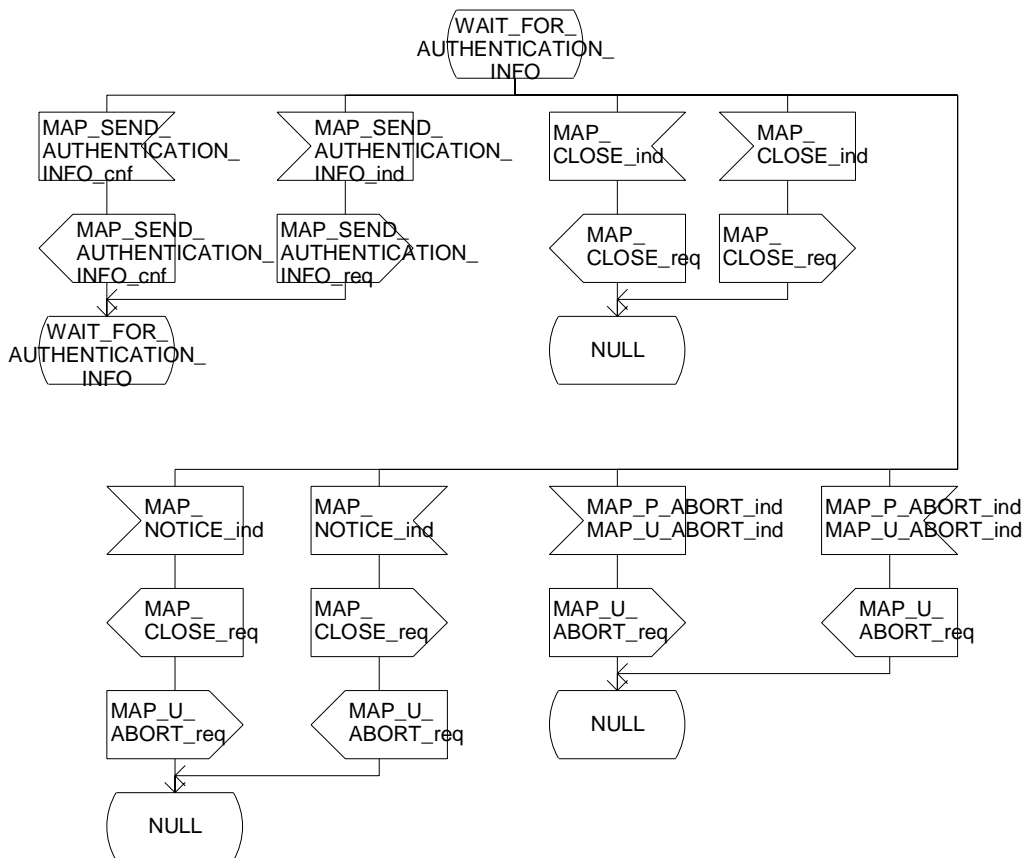 WAIT_FOR_
AUTHENTICATION_
INFO
MAP_SEND_
AUTHENTICATION_
INFO_cnf
MAP_SEND_
AUTHENTICATION_
INFO_ind
MAP_
CLOSE_ind
MAP_
CLOSE_ind
MAP_SEND_
AUTHENTICATION_
INFO_cnf
MAP_SEND_
AUTHENTICATION_
INFO_req
MAP_
CLOSE_req
MAP_
CLOSE_req
WAIT_FOR_
AUTHENTICATION_
INFO
NULL
MAP_
NOTICE_ind
MAP_
NOTICE_ind
MAP_P_ABORT_ind
MAP_U_ABORT_ind
MAP_P_ABORT_ind
MAP_U_ABORT_ind
MAP_
CLOSE_req
MAP_
CLOSE_req
MAP_U_
ABORT_req
MAP_U_
ABORT_req
MAP_U_
ABORT_req
MAP_U_
ABORT_req
NULL
NULL